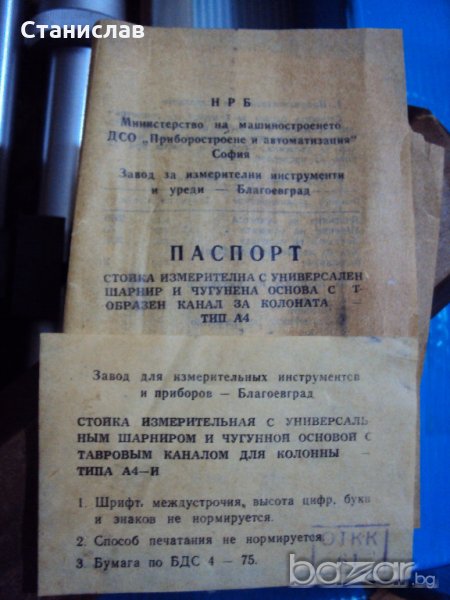 Станислав
НРБ
Министерство на машиностроенето
ДСО „Приборостроене и автоматизация"
София
Завод за измерителни инструменти
и уреди — Благоевград
ПАСПОРТ
СТОЙКА ИЗМЕРИТЕЛНА С УНИВЕРСАЛЕН
ШАРНИР И ЧУГУНЕНА ОСНОВА С Т-
ОБРАЗЕН КАНАЛ ЗА КОЛОНАТА —
ТИП А4
Завод для измерительных инструментов
и приборов — Благоевград
СТОЙКА ИЗМЕРИТЕЛЬНАЯ С УНИВЕРСАЛЬ
НЫМ ШАРНИРОМ И ЧУГУННОЙ ОСНОВОЙ С
ТАВРОВЫМ КАНАЛОМ ДЛЯ КОЛОННЫ —
ТИПА А4—И
1. Шрифт, междустрочия, высота цифр, букв
и знаков не нормируется.
2. Способ печатания не нормируется
3. Бумага по БДС 4 — 75.
bazar.bg